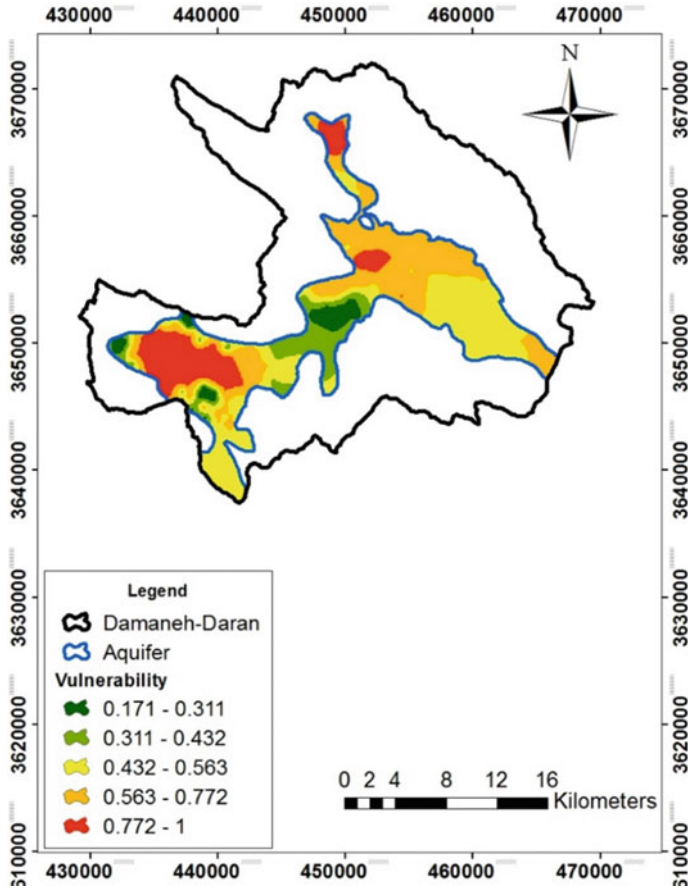 430000 440000 450000 460000 470000
N
3670000 3670000
3660000 3660000
3650000 3650000
3640000 3640000
3630000 3630000
3620000 3620000
610000 610000
Legend
Damaneh-Daran
Aquifer
Vulnerability
0.171 - 0.311
0.311 - 0.432
0.432 - 0.563
0.563 - 0.772
0.772 - 1
0 2 4 8 12 16
Kilometers
430000 440000 450000 460000 470000